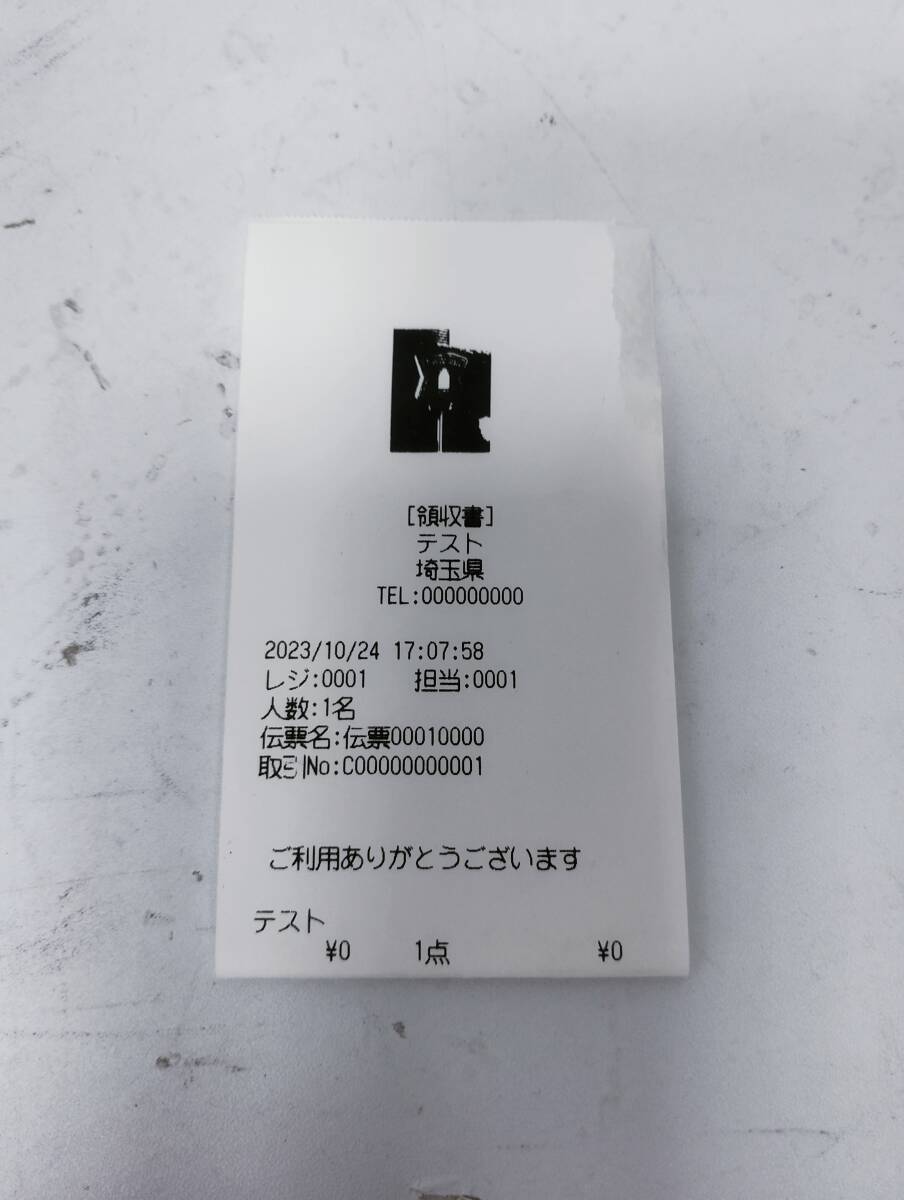 [領収書]
テスト
埼玉県
TEL:000000000
2023/10/24 17:07:58
レジ:0001 担当:0001
人数:1名
伝票名:伝票00010000
取引No:C00000000001
ご利用ありがとうございます
テスト
¥0 1点 ¥0